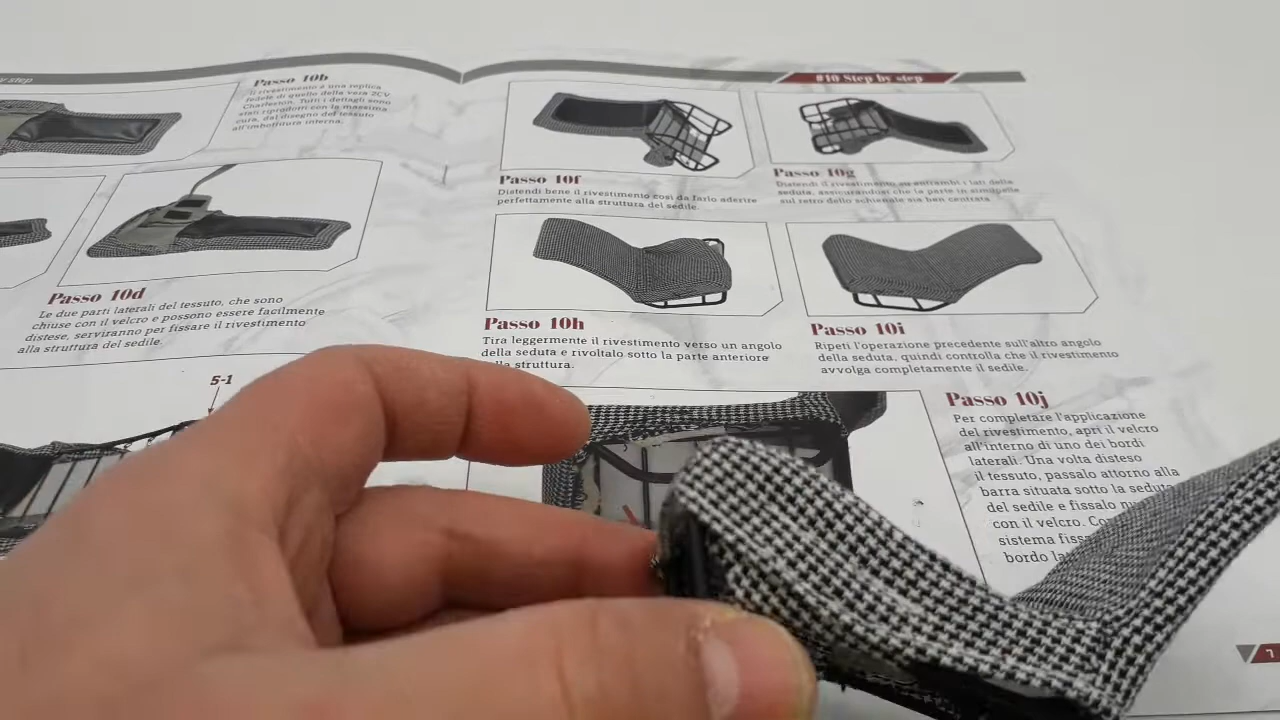 by step
Passo 10b
Il rivestimento è una replica
fedele di quello della vera 2CV
Charleston. Tutti i dettagli sono
stati riprodotti con la massima
cura, dal disegno del tessuto
all'imbottitura interna.
Passo 10d
Le due parti laterali del tessuto, che sono
chiuse con il velcro e possono essere facilmente
distese, serviranno per fissare il rivestimento
alla struttura del sedile.
5-1
#10 Step by step
Passo 10f
Distendi bene il rivestimento così da farlo aderire
perfettamente alla struttura del sedile.
Passo 10g
Distendi il rivestimento su entrambi i lati della
seduta, assicurandoti che la parte in similpelle
sul retro dello schienale sia ben centrata.
Passo 10h
Tira leggermente il rivestimento verso un angolo
della seduta e rivoltalo sotto la parte anteriore
struttura.
Passo 10i
Ripeti l'operazione precedente sull'altro angolo
della seduta, quindi controlla che il rivestimento
avvolga completamente il sedile.
Passo 10j
Per completare l'applicazione
del rivestimento, apri il velcro
all'interno di uno dei bordi
laterali. Una volta disteso
il tessuto, passalo attorno alla
barra situata sotto la seduta
del sedile e fissalo
con il velcro.
sistema
bordo
7